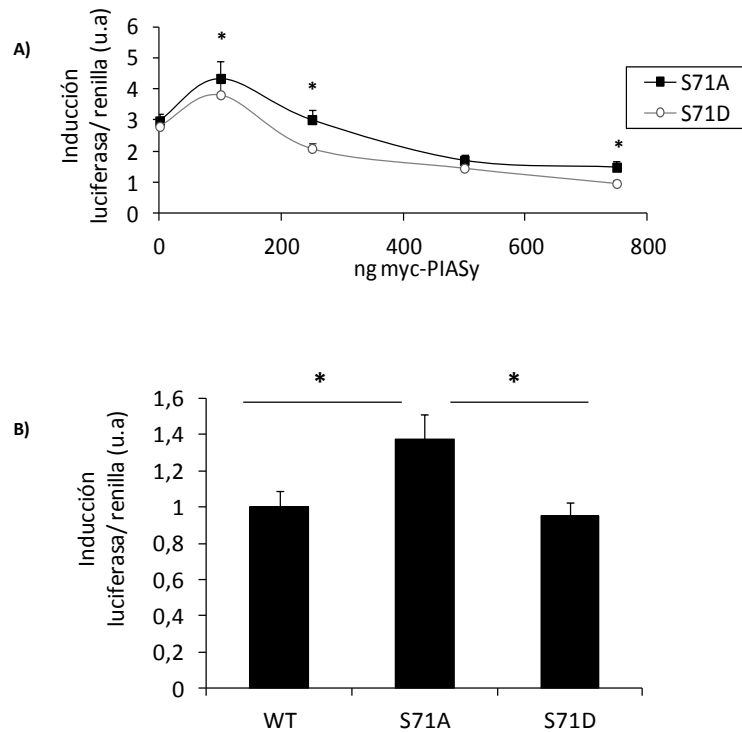 A)
Inducción
luciferasa/ renilla (u.a)
6
5
4
3
2
1
0
*
*
*
S71A
S71D
0
200
400
600
800
ng myc-PIASy
B)
Inducción
luciferasa/ renilla (u.a)
1,6
1,4
1,2
1
0,8
0,6
0,4
0,2
0
*
*
WT
S71A
S71D